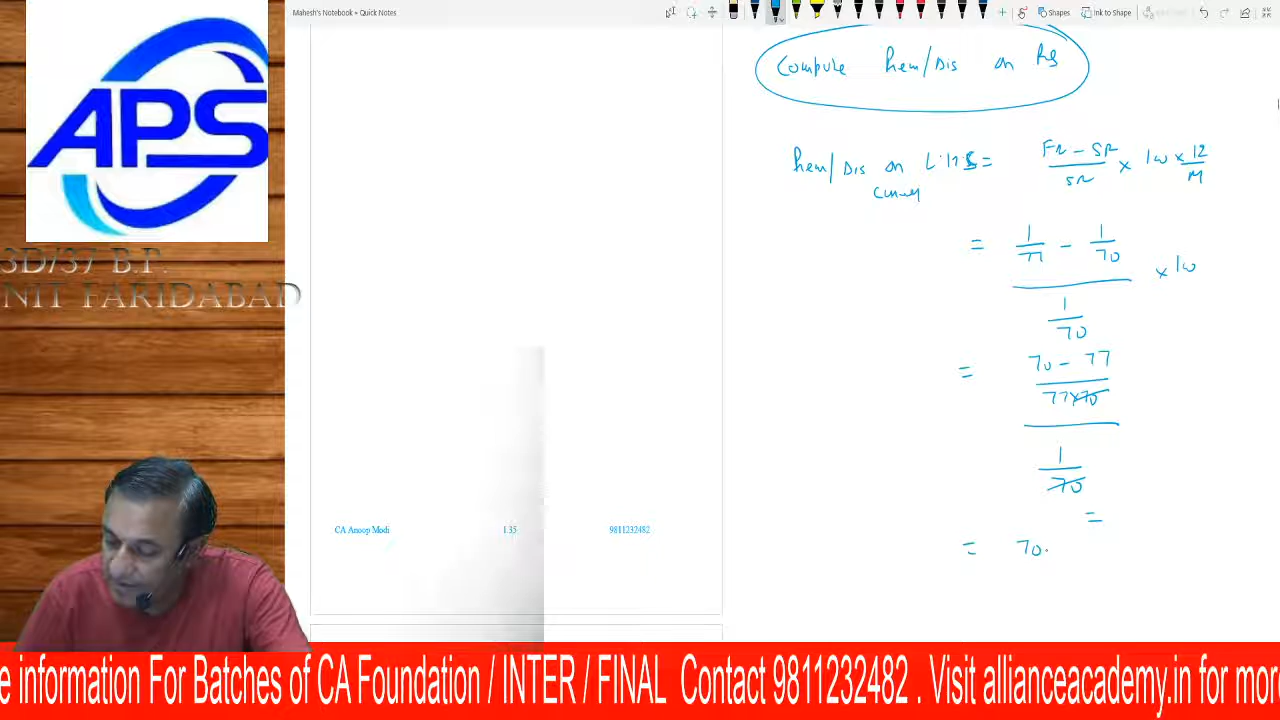 Mahesh's Notebook » Quick Notes
Shapes
Ink to Shape
APS
3D/37 B.P.
NIT FARIDABAD
Compute Prem/Dis on RS
Prem/Dis on L.H.S = FR - SR / SR × 100 × 12 / M
Currency
= 1/77 - 1/70
× 100
1/70
= 70 - 77
77×70
1
70
=
= 70.
CA Anoop Modi 1.35 9811232482
e information For Batches of CA Foundation / INTER / FINAL Contact 9811232482 . Visit allianceacademy.in for more